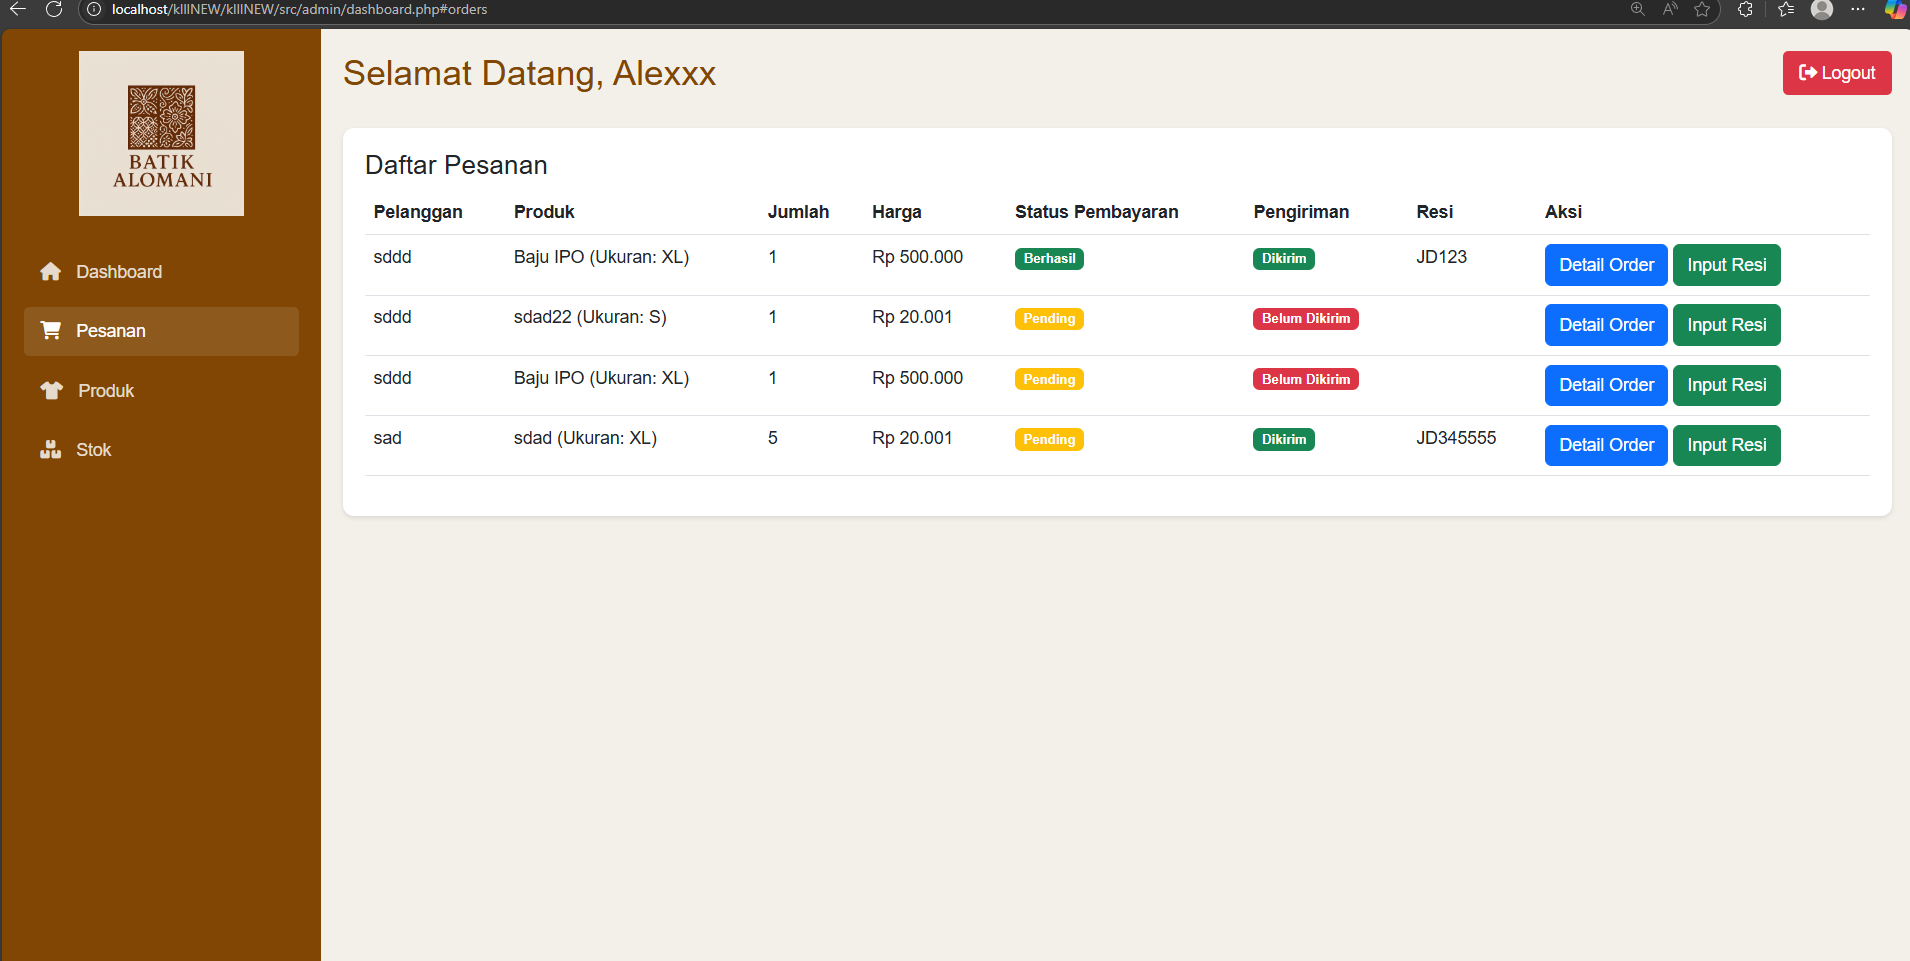 localhost/klllNEW/klllNEW/src/admin/dashboard.php#orders
BATIK
ALOMANI
Dashboard
Pesanan
Produk
Stok
Selamat Datang, Alexxx
Logout
Daftar Pesanan
Pelanggan Produk Jumlah Harga Status Pembayaran Pengiriman Resi Aksi
sddd Baju IPO (Ukuran: XL) 1 Rp 500.000 Berhasil Dikirim JD123 Detail Order Input Resi
sddd sdad22 (Ukuran: S) 1 Rp 20.001 Pending Belum Dikirim Detail Order Input Resi
sddd Baju IPO (Ukuran: XL) 1 Rp 500.000 Pending Belum Dikirim Detail Order Input Resi
sad sdad (Ukuran: XL) 5 Rp 20.001 Pending Dikirim JD345555 Detail Order Input Resi